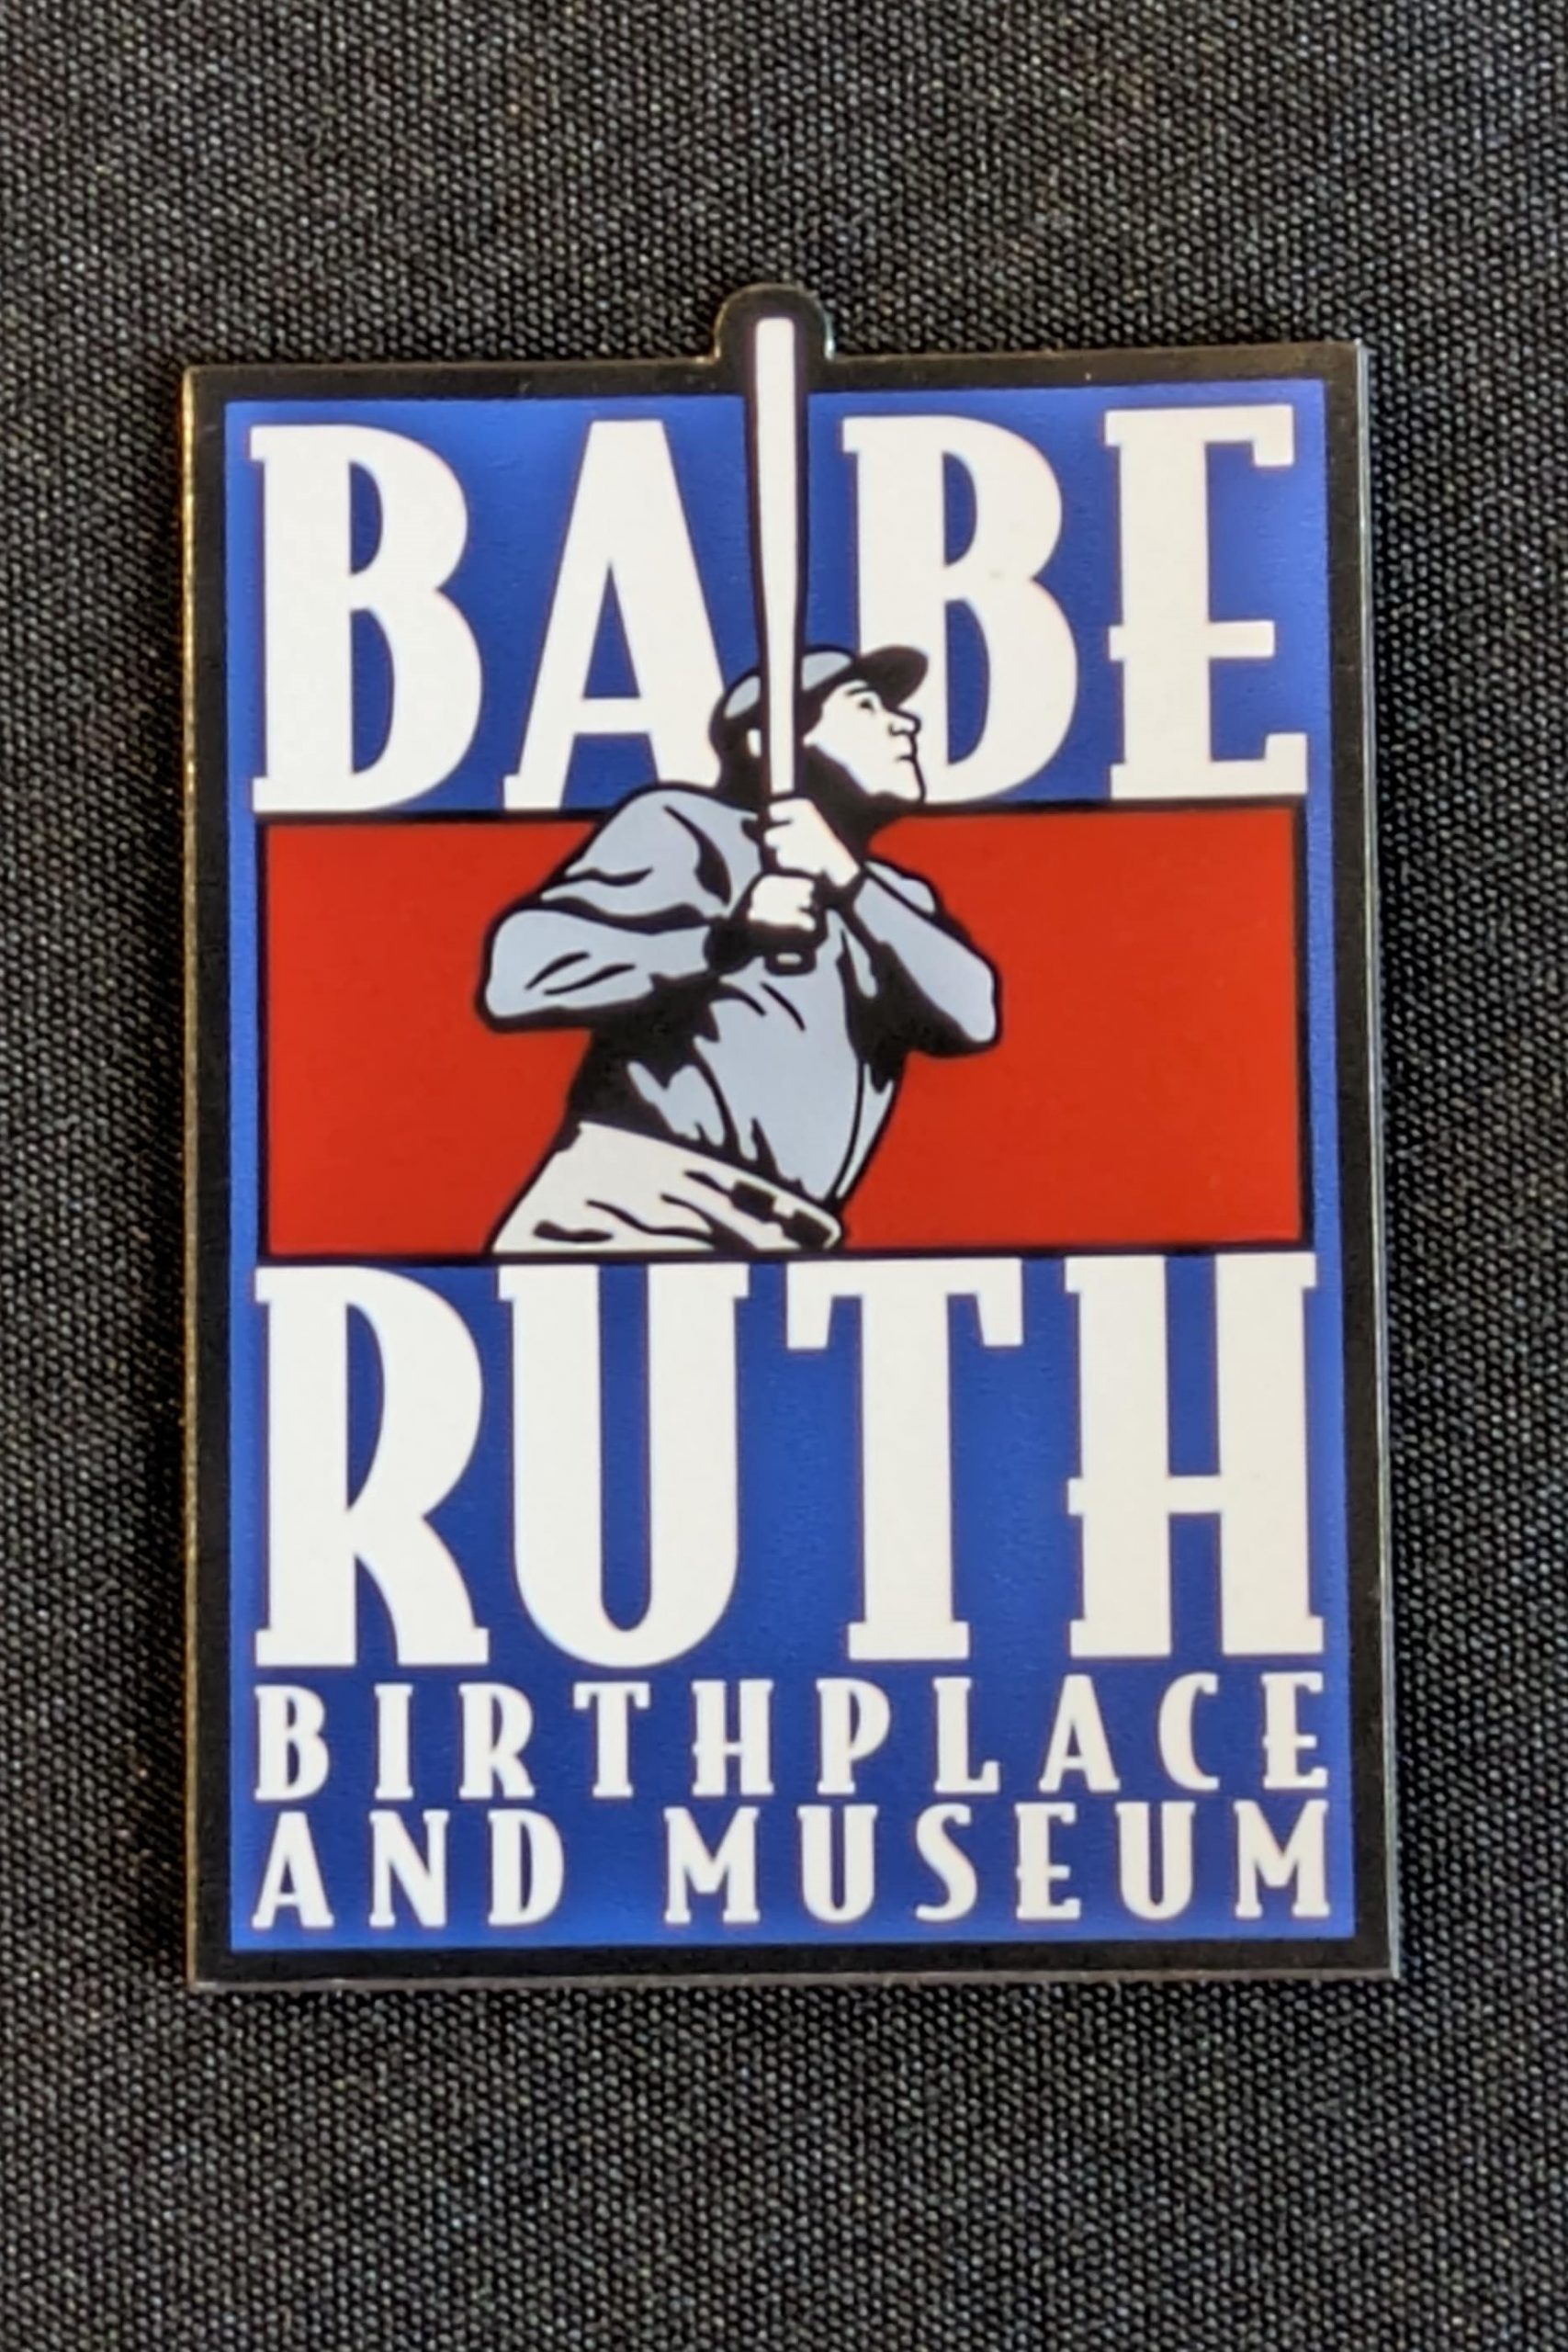 BABE
RUTH
BIRTHPLACE
AND MUSEUM